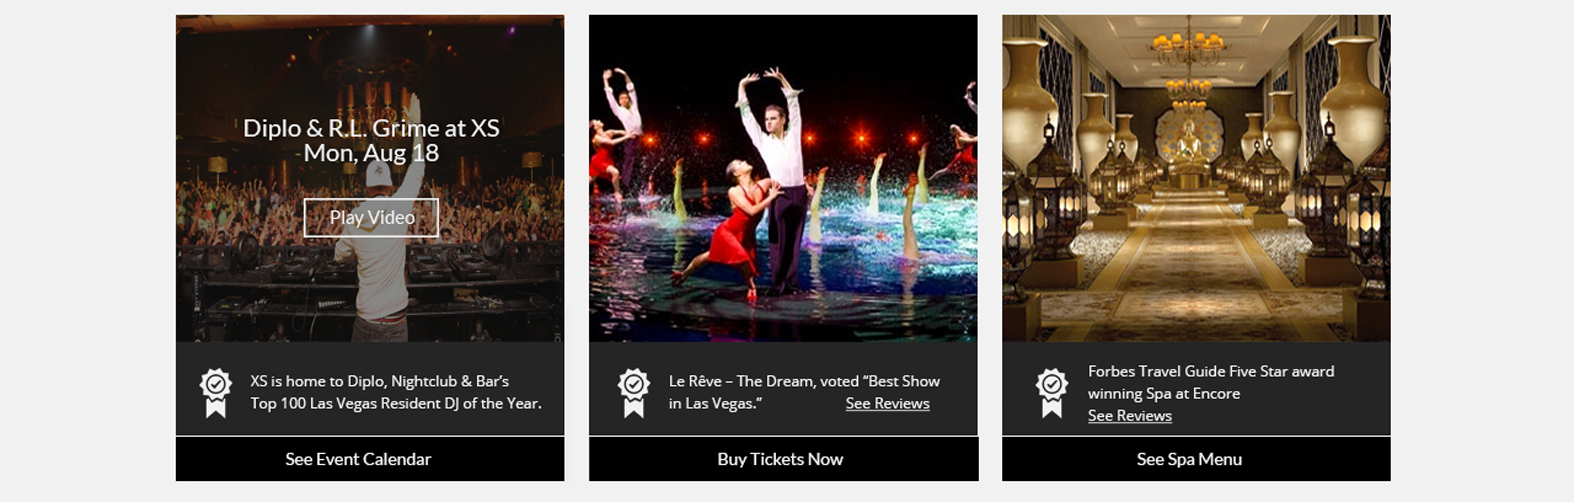 Diplo & R.L. Grime at XS
Mon, Aug 18
Play Video
XS is home to Diplo, Nightclub & Bar's
Top 100 Las Vegas Resident DJ of the Year.
See Event Calendar
Le Rêve – The Dream, voted “Best Show
in Las Vegas.” See Reviews
Buy Tickets Now
Forbes Travel Guide Five Star award
winning Spa at Encore
See Reviews
See Spa Menu